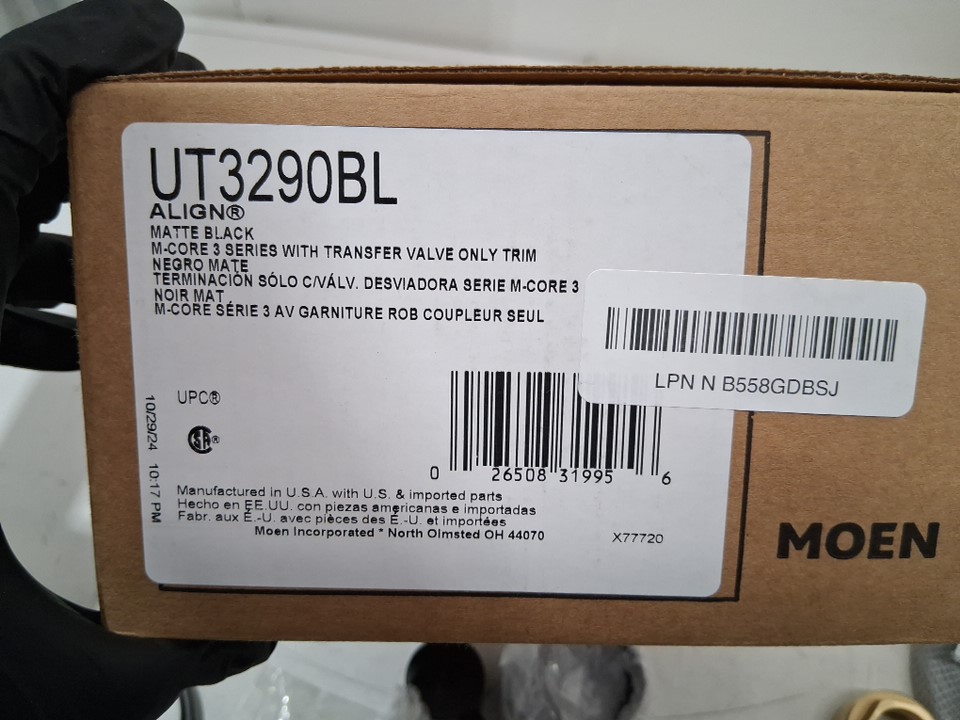 UT3290BL
ALIGN®
MATTE BLACK
M-CORE 3 SERIES WITH TRANSFER VALVE ONLY TRIM
NEGRO MATE
TERMINACIÓN SÓLO C/VÁLV. DESVIADORA SERIE M-CORE 3
NOIR MAT
M-CORE SÉRIE 3 AV GARNITURE ROB COUPLEUR SEUL
LPN N B558GDBSJ
UPC®
10/29/24 10:17 PM
CSA®
0 26508 31995 6
Manufactured in U.S.A. with U.S. & imported parts
Hecho en EE.UU. con piezas americanas e importadas
Fabr. aux É.-U. avec pièces des É.-U. et importées
Moen Incorporated * North Olmsted OH 44070
X77720
MOEN